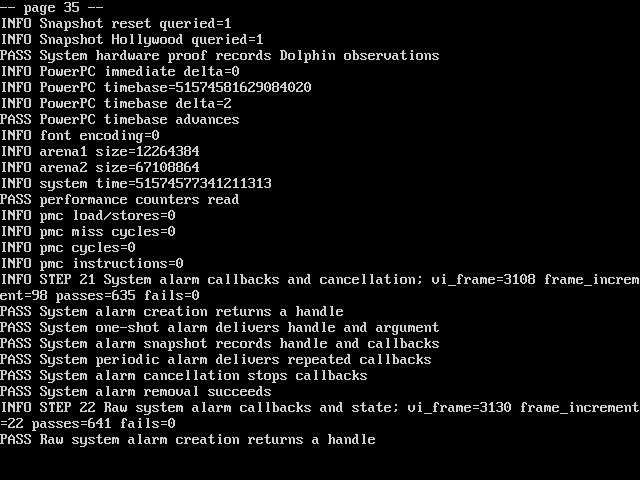 -- page 35 --
INFO Snapshot reset queried=1
INFO Snapshot Hollywood queried=1
PASS System hardware proof records Dolphin observations
INFO PowerPC immediate delta=0
INFO PowerPC timebase=51574581629084020
INFO PowerPC timebase delta=2
PASS PowerPC timebase advances
INFO font encoding=0
INFO arena1 size=12264384
INFO arena2 size=67108864
INFO system time=51574577341211313
PASS performance counters read
INFO pmc load/stores=0
INFO pmc miss cycles=0
INFO pmc cycles=0
INFO pmc instructions=0
INFO STEP 21 System alarm callbacks and cancellation; vi_frame=3108 frame_increm
ent=98 passes=635 fails=0
PASS System alarm creation returns a handle
PASS System one-shot alarm delivers handle and argument
PASS System alarm snapshot records handle and callbacks
PASS System periodic alarm delivers repeated callbacks
PASS System alarm cancellation stops callbacks
PASS System alarm removal succeeds
INFO STEP 22 Raw system alarm callbacks and state; vi_frame=3130 frame_increment
=22 passes=641 fails=0
PASS Raw system alarm creation returns a handle